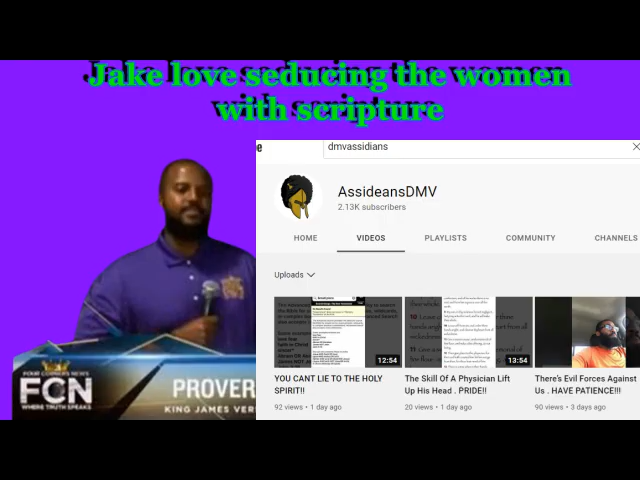 Jake love seducing the women
with scripture
dmvassidians
AssideansDMV
2.13K subscribers
HOME VIDEOS PLAYLISTS COMMUNITY CHANNELS
Uploads
12:54
13:54
YOU CANT LIE TO THE HOLY
SPIRIT!!
92 views • 1 day ago
The Skill Of A Physician Lift
Up His Head . PRIDE!!
20 views • 1 day ago
There's Evil Forces Against
Us . HAVE PATIENCE!!!
90 views • 3 days ago
FOUR CORNERS NEWS
FCN
WHERE TRUTH SPEAKS
PROVER
KING JAMES VER